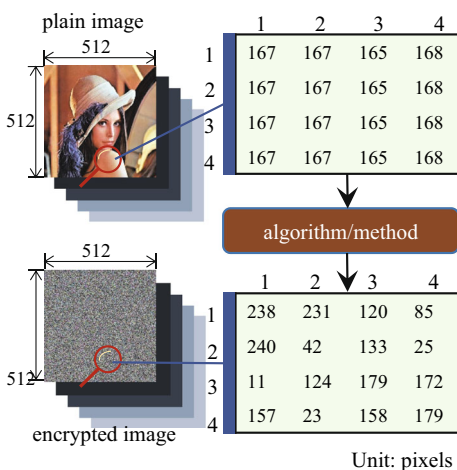 plain image
512
512
1 2 3 4
1 167 167 165 168
2 167 167 165 168
3 167 167 165 168
4 167 167 165 168
algorithm/method
512
512
1 2 3 4
1 238 231 120 85
2 240 42 133 25
3 11 124 179 172
4 157 23 158 179
encrypted image
Unit: pixels